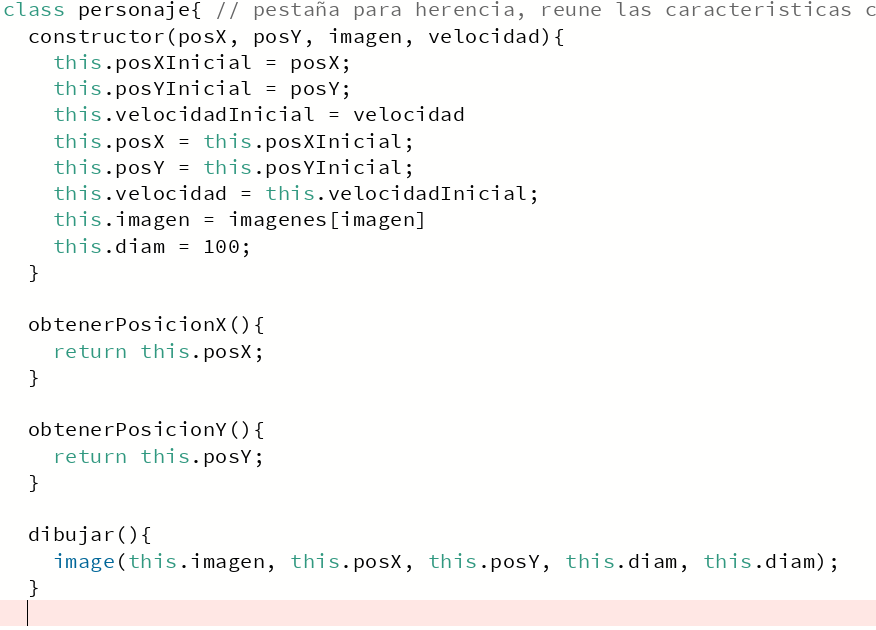 class personaje{ // pestaña para herencia, reune las caracteristicas c
constructor(posX, posY, imagen, velocidad){
this.posXInicial = posX;
this.posYInicial = posY;
this.velocidadInicial = velocidad
this.posX = this.posXInicial;
this.posY = this.posYInicial;
this.velocidad = this.velocidadInicial;
this.imagen = imagenes[imagen]
this.diam = 100;
}
obtenerPosicionX(){
return this.posX;
}
obtenerPosicionY(){
return this.posY;
}
dibujar(){
image(this.imagen, this.posX, this.posY, this.diam, this.diam);
}